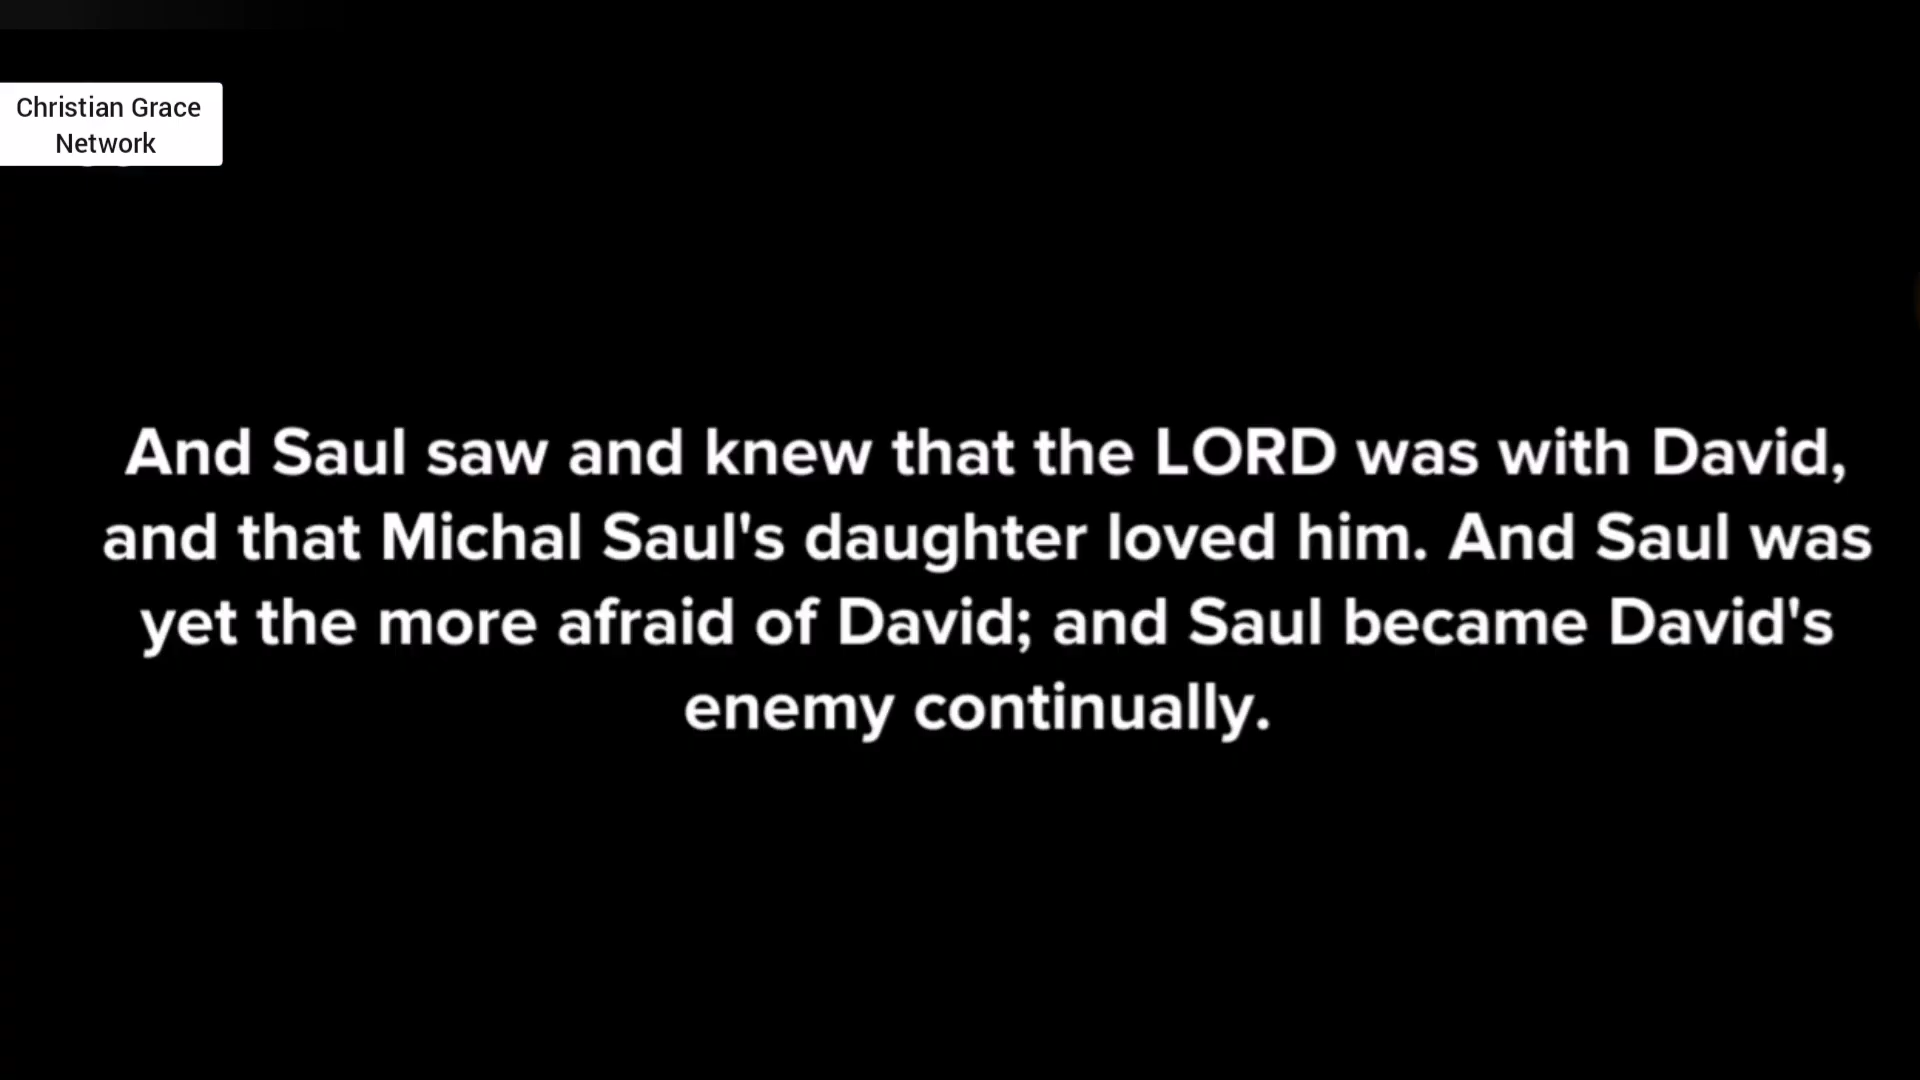 Christian Grace
Network
And Saul saw and knew that the LORD was with David,
and that Michal Saul's daughter loved him. And Saul was
yet the more afraid of David; and Saul became David's
enemy continually.